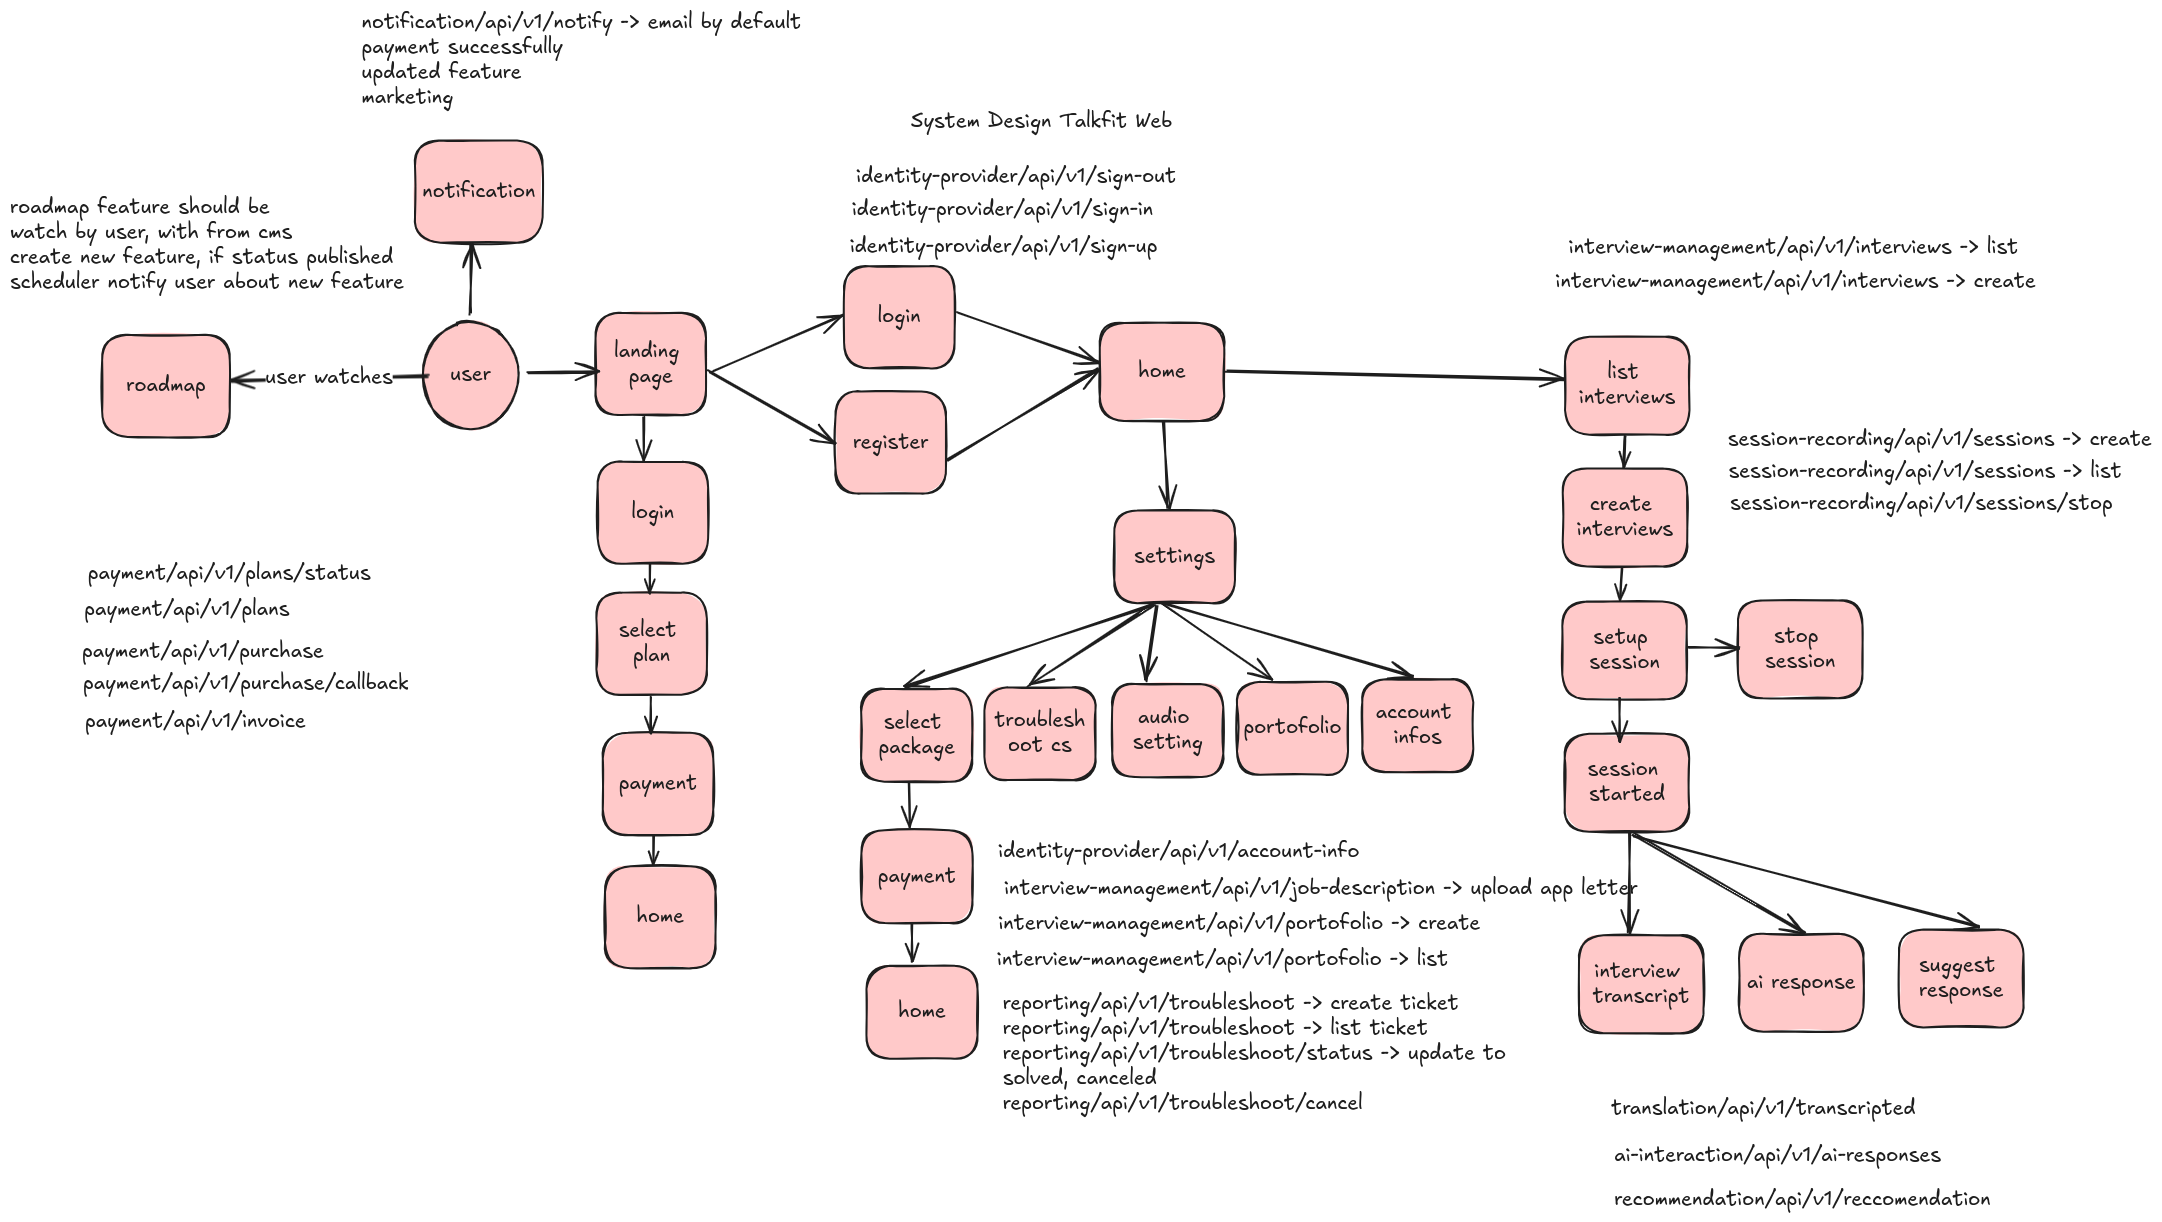 notification/api/v1/notify -> email by default
payment successfully
updated feature
marketing
System Design Talkfit Web
notification
identity-provider/api/v1/sign-out
identity-provider/api/v1/sign-in
identity-provider/api/v1/sign-up
roadmap feature should be
watch by user, with from cms
create new feature, if status published
scheduler notify user about new feature
interview-management/api/v1/interviews -> list
interview-management/api/v1/interviews -> create
roadmap
user watches
user
landing
page
login
register
home
list
interviews
session-recording/api/v1/sessions -> create
session-recording/api/v1/sessions -> list
session-recording/api/v1/sessions/stop
create
interviews
login
settings
payment/api/v1/plans/status
payment/api/v1/plans
payment/api/v1/purchase
payment/api/v1/purchase/callback
payment/api/v1/invoice
select
plan
setup
session
stop
session
select
package
troublesh
oot cs
audio
setting
portofolio
account
infos
payment
session
started
payment
identity-provider/api/v1/account-info
interview-management/api/v1/job-description -> upload app letter
interview-management/api/v1/portofolio -> create
interview-management/api/v1/portofolio -> list
home
home
reporting/api/v1/troubleshoot -> create ticket
reporting/api/v1/troubleshoot -> list ticket
reporting/api/v1/troubleshoot/status -> update to
solved, canceled
reporting/api/v1/troubleshoot/cancel
interview
transcript
ai response
suggest
response
translation/api/v1/transcripted
ai-interaction/api/v1/ai-responses
recommendation/api/v1/reccomendation